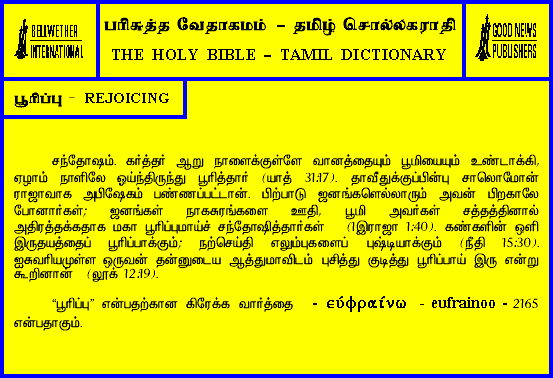 BELLWETHER
INTERNATIONAL
பரிசுத்த வேதாகமம் - தமிழ் சொல்லகராதி
THE HOLY BIBLE - TAMIL DICTIONARY
GOOD NEWS
PUBLISHERS
பூரிப்பு - REJOICING
சந்தோஷம். கர்த்தர் ஆறு நாளைக்குள்ளே வானத்தையும் பூமியையும் உண்டாக்கி,
ஏழாம் நாளிலே ஓய்ந்திருந்து பூரித்தார் (யாத் 31:17). தாவீதுக்குப்பின்பு சாலொமோன்
ராஜாவாக அபிஷேகம் பண்ணப்பட்டான். பிற்பாடு ஜனங்களெல்லாரும் அவன் பிறகாலே
போனார்கள்; ஜனங்கள் நாகசுரங்களை ஊதி, பூமி அவர்கள் சத்தத்தினால்
அதிரத்தக்கதாக மகா பூரிப்புமாய்ச் சந்தோஷித்தார்கள் (1இராஜா 1:40). கண்களின் ஒளி
இருதயத்தைப் பூரிப்பாக்கும்; நற்செய்தி எலும்புகளைப் புஷ்டியாக்கும் (நீதி 15:30).
ஐசுவரியமுள்ள ஒருவன் தன்னுடைய ஆத்துமாவிடம் புசித்து குடித்து பூரிப்பாய் இரு என்று
கூறினான் (லூக் 12:19).
"பூரிப்பு" என்பதற்கான கிரேக்க வார்த்தை - εὐφραίνω - eufrainoo - 2165
என்பதாகும்.